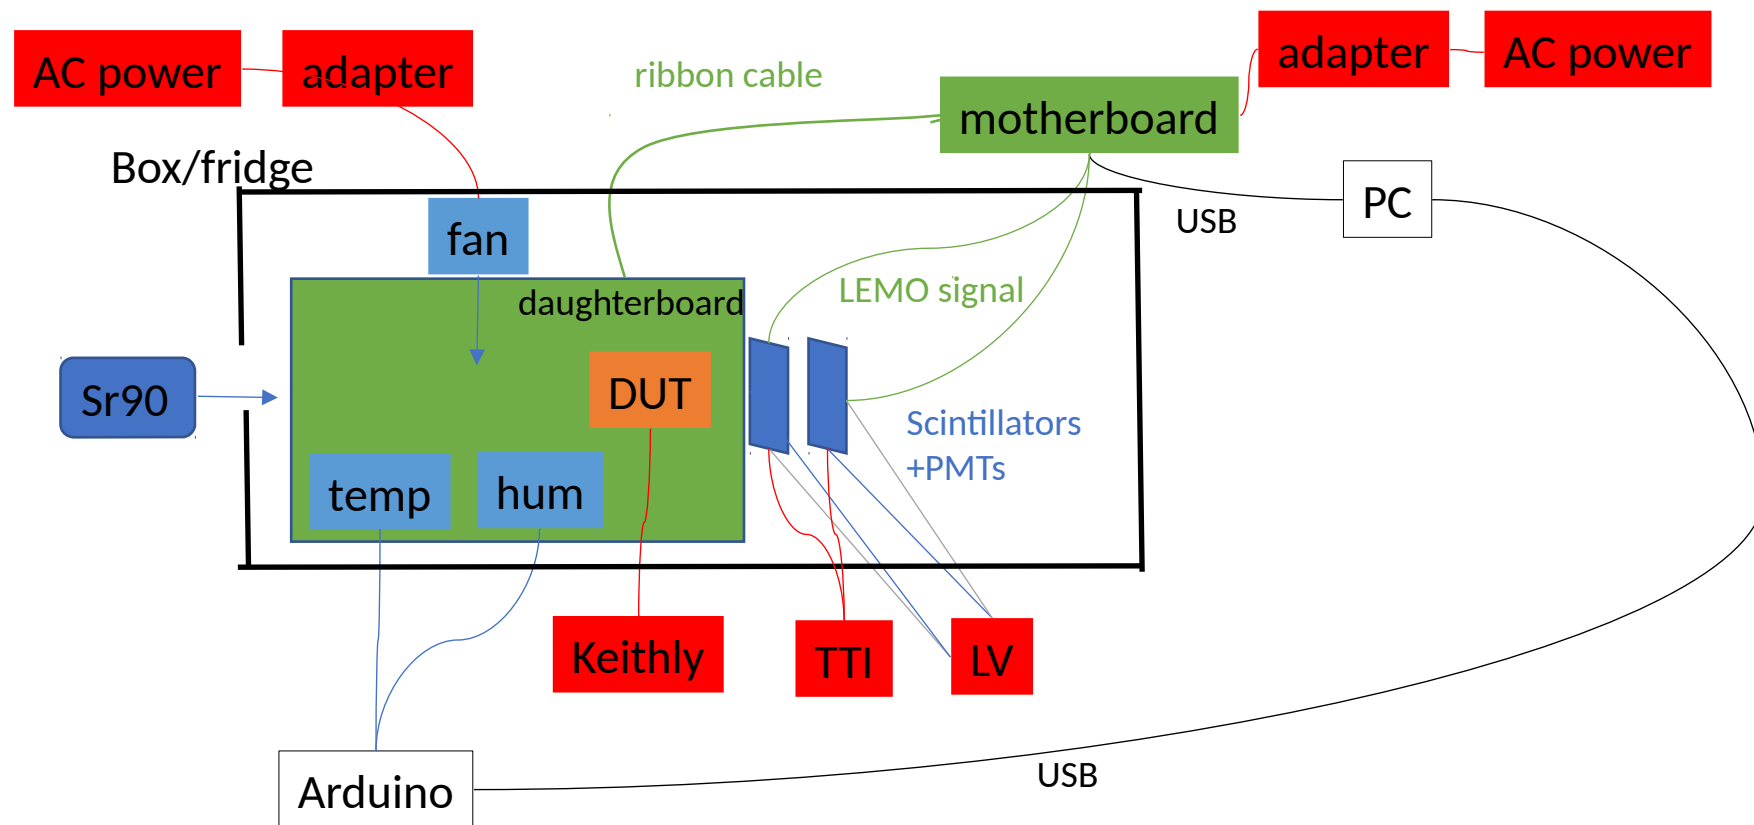 AC power
adapter
ribbon cable
motherboard
adapter
AC power
Box/fridge
fan
PC
USB
daughterboard
LEMO signal
Sr90
DUT
Scintillators
+PMTs
temp
hum
Keithly
TTI
LV
Arduino
USB